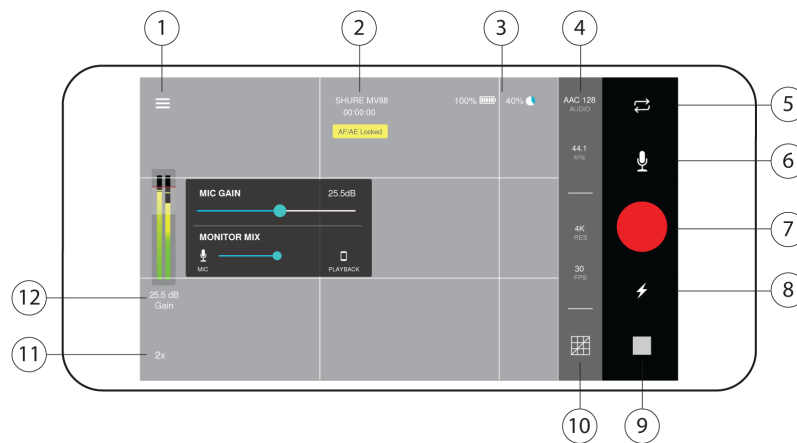 1
2
3
4
SHURE MV88
00:00:00
AF/AE Locked
100%
40%
AAC 128
AUDIO
44.1
kHz
4K
RES
30
FPS
5
6
7
8
MIC GAIN
25.5dB
MONITOR MIX
MIC
PLAYBACK
12
25.5 dB
Gain
11
2x
10
9